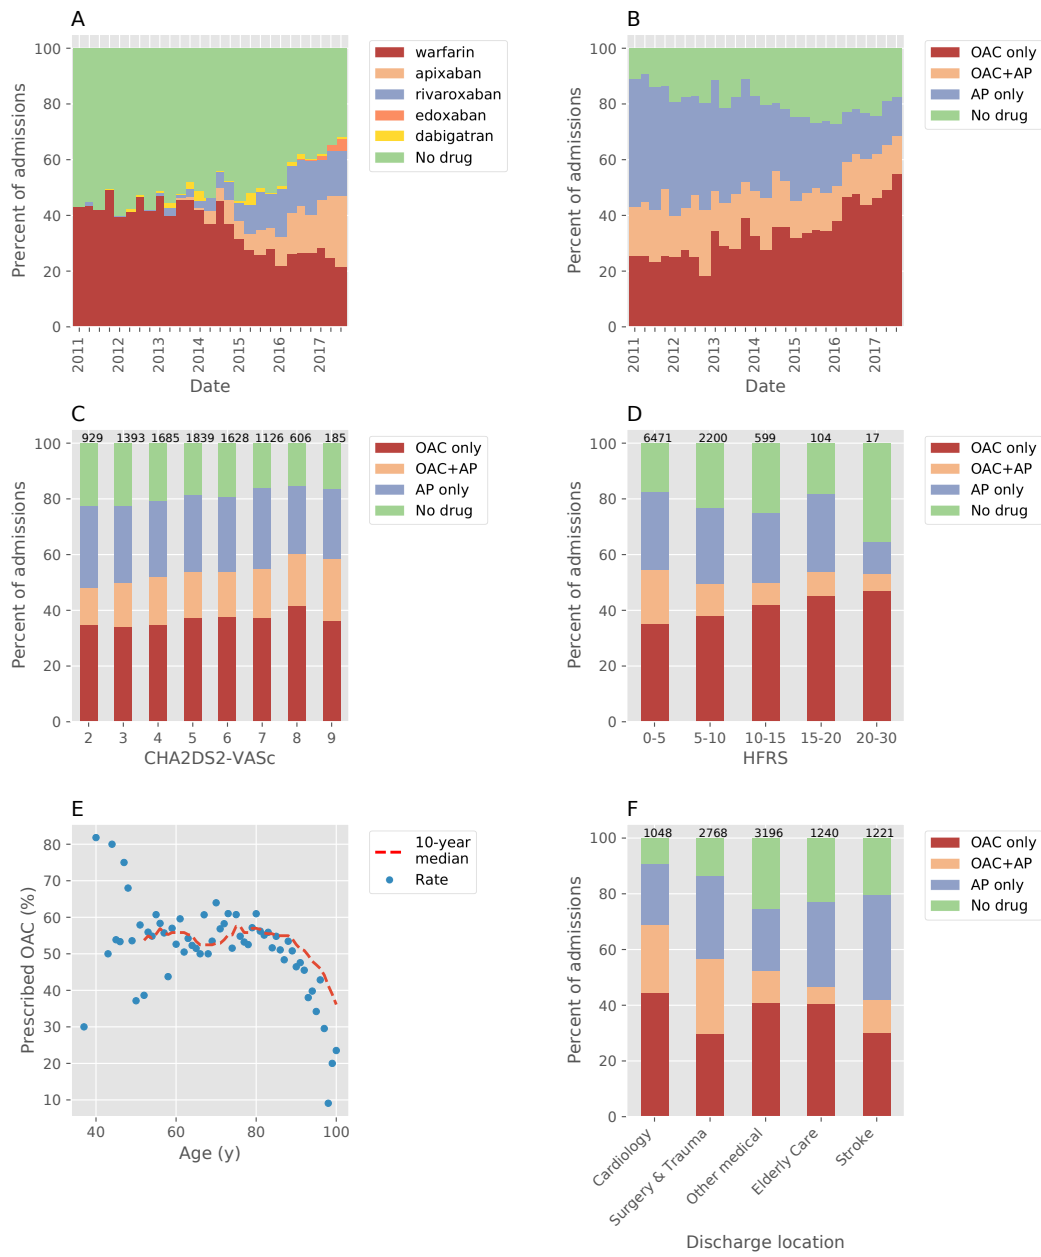 A
Prercent of admissions
100
80
60
40
20
0
2011
2012
2013
2014
2015
2016
2017
Date
warfarin
apixaban
rivaroxaban
edoxaban
dabigatran
No drug
B
Percent of admissions
100
80
60
40
20
0
2011
2012
2013
2014
2015
2016
2017
Date
OAC only
OAC+AP
AP only
No drug
C
Percent of admissions
100
80
60
40
20
0
929 1393 1685 1839 1628 1126 606 185
2 3 4 5 6 7 8 9
CHA2DS2-VASc
OAC only
OAC+AP
AP only
No drug
D
Percent of admissions
100
80
60
40
20
0
6471 2200 599 104 17
0-5 5-10 10-15 15-20 20-30
HFRS
OAC only
OAC+AP
AP only
No drug
E
Prescribed OAC (%)
80
70
60
50
40
30
20
10
40 60 80 100
Age (y)
10-year
median
Rate
F
Percent of admissions
100
80
60
40
20
0
1048 2768 3196 1240 1221
Cardiology
Surgery & Trauma
Other medical
Elderly Care
Stroke
Discharge location
OAC only
OAC+AP
AP only
No drug